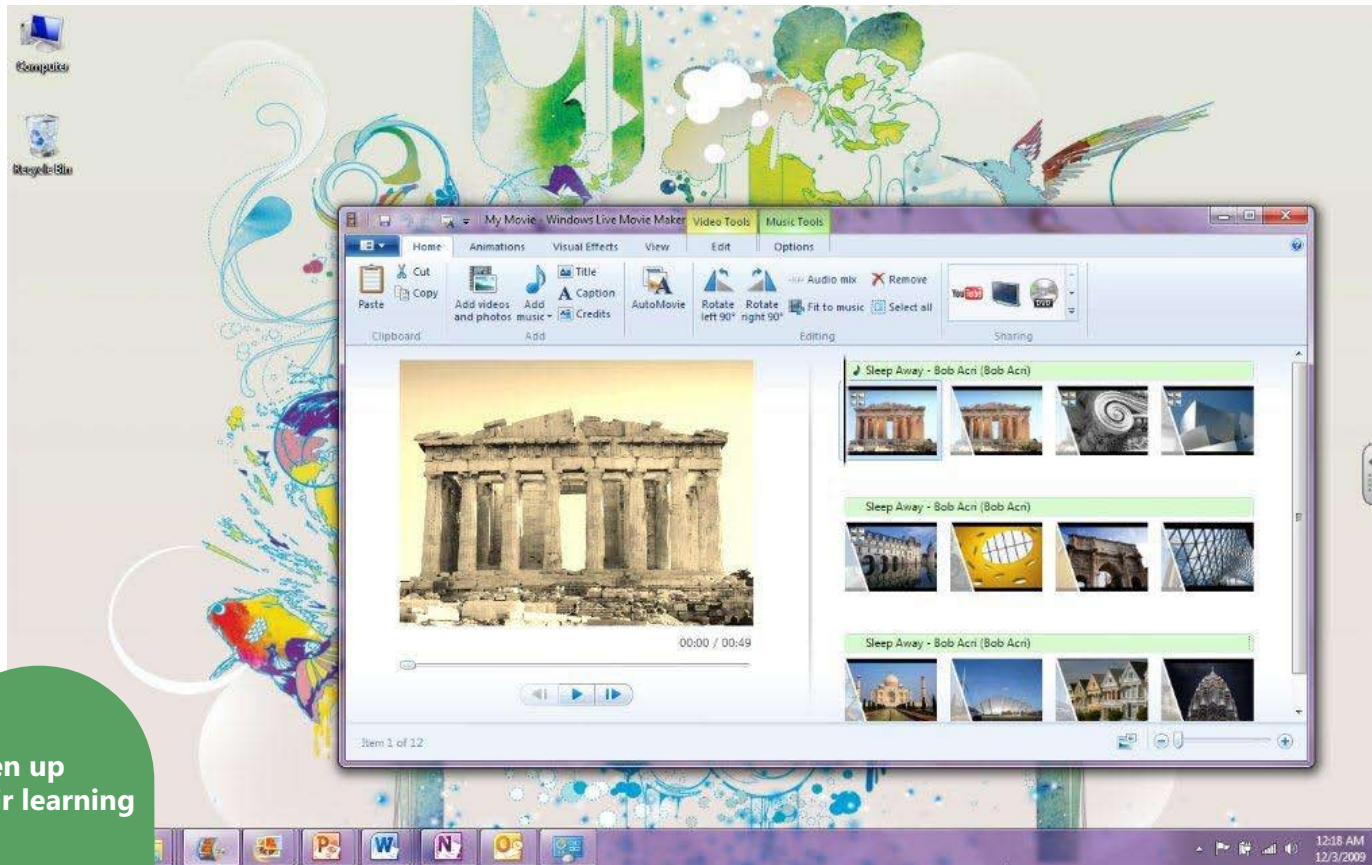 Computer
Recycle Bin
My Movie - Windows Live Movie Maker
Video Tools
Music Tools
Home
Animations
Visual Effects
View
Edit
Options
Paste
Cut
Copy
Clipboard
Add videos
and photos
Add
music
Title
Caption
Credits
Add
AutoMovie
Rotate
left 90°
Rotate
right 90°
Audio mix
Fit to music
Remove
Select all
Editing
YouTube
DVD
Sharing
Sleep Away - Bob Acri (Bob Acri)
Sleep Away - Bob Acri (Bob Acri)
Sleep Away - Bob Acri (Bob Acri)
00:00 / 00:49
Item 1 of 12
en up
ir learning
12:18 AM
12/3/2009